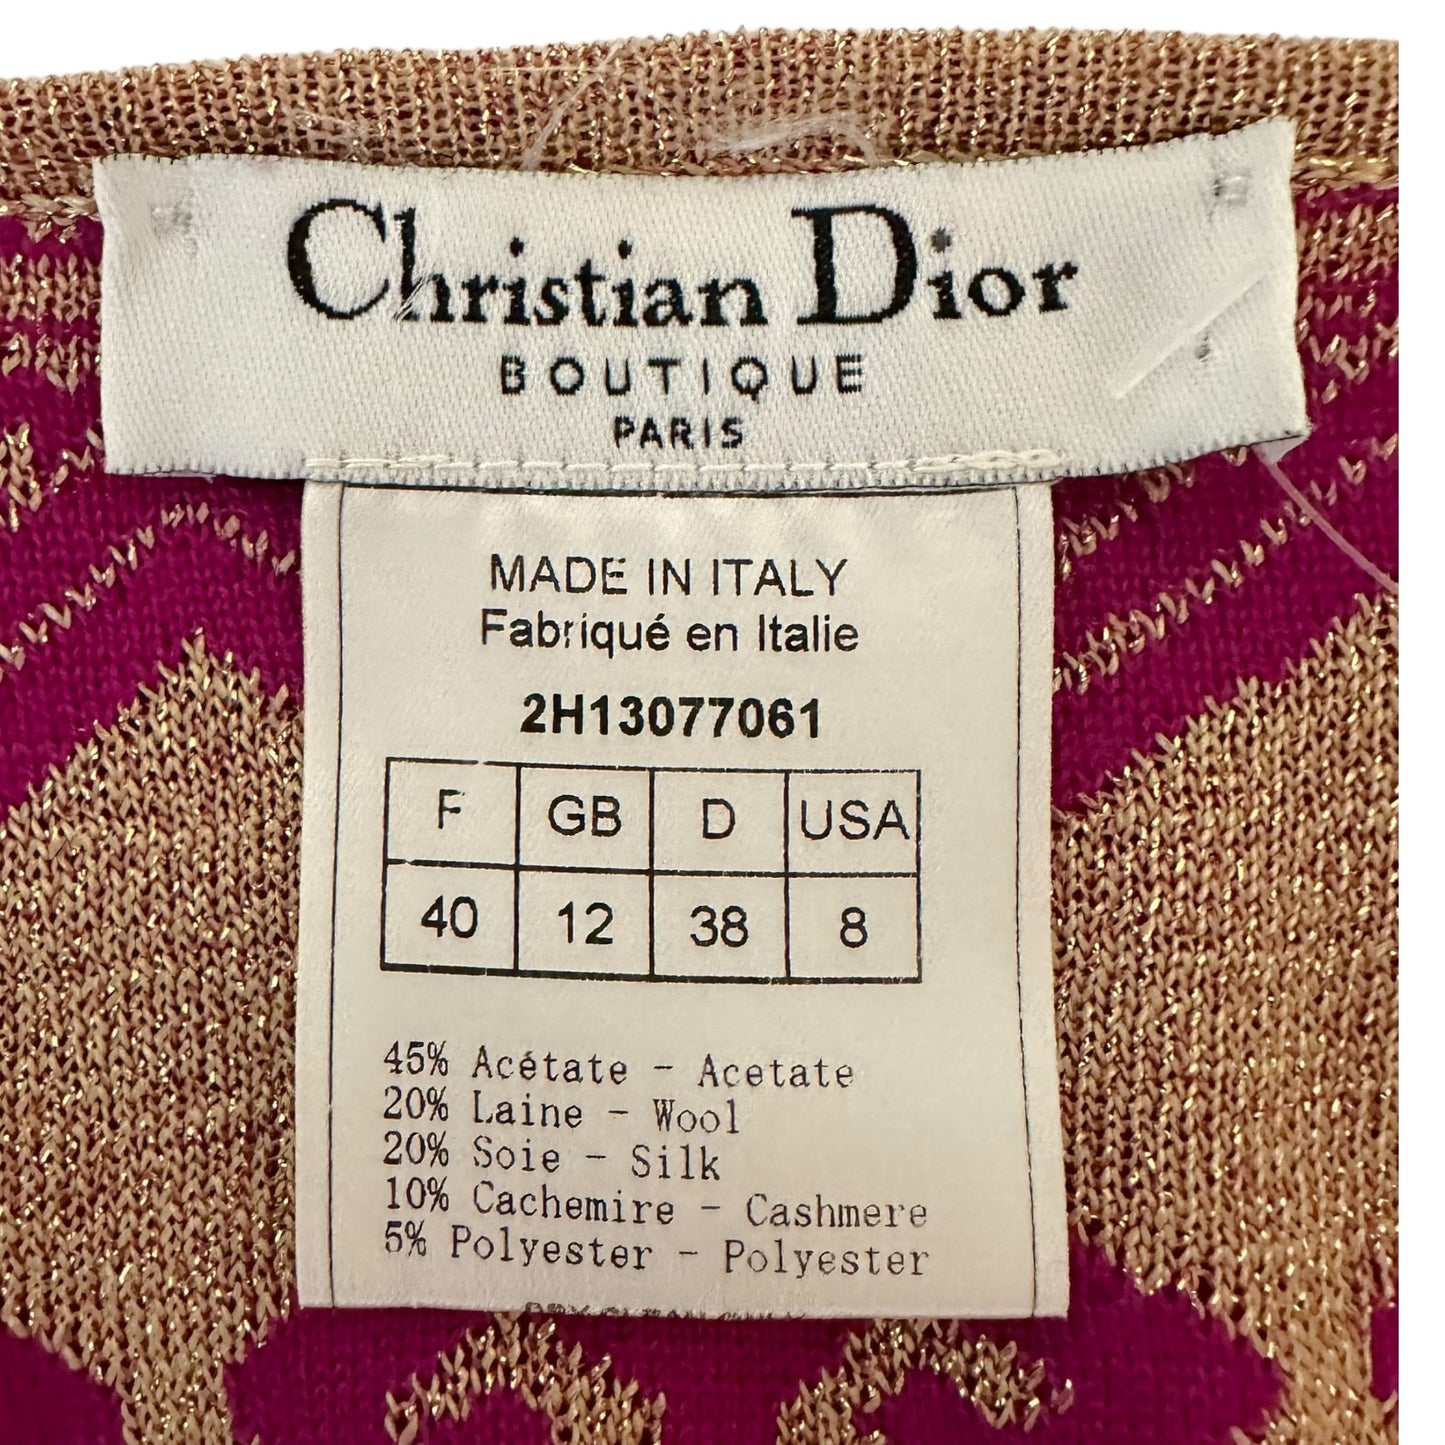 Christian Dior
BOUTIQUE
PARIS
MADE IN ITALY
Fabriqué en Italie
2H13077061
F GB D USA
40 12 38 8
45% Acétate - Acetate
20% Laine - Wool
20% Soie - Silk
10% Cachemire - Cashmere
5% Polyester - Polyester